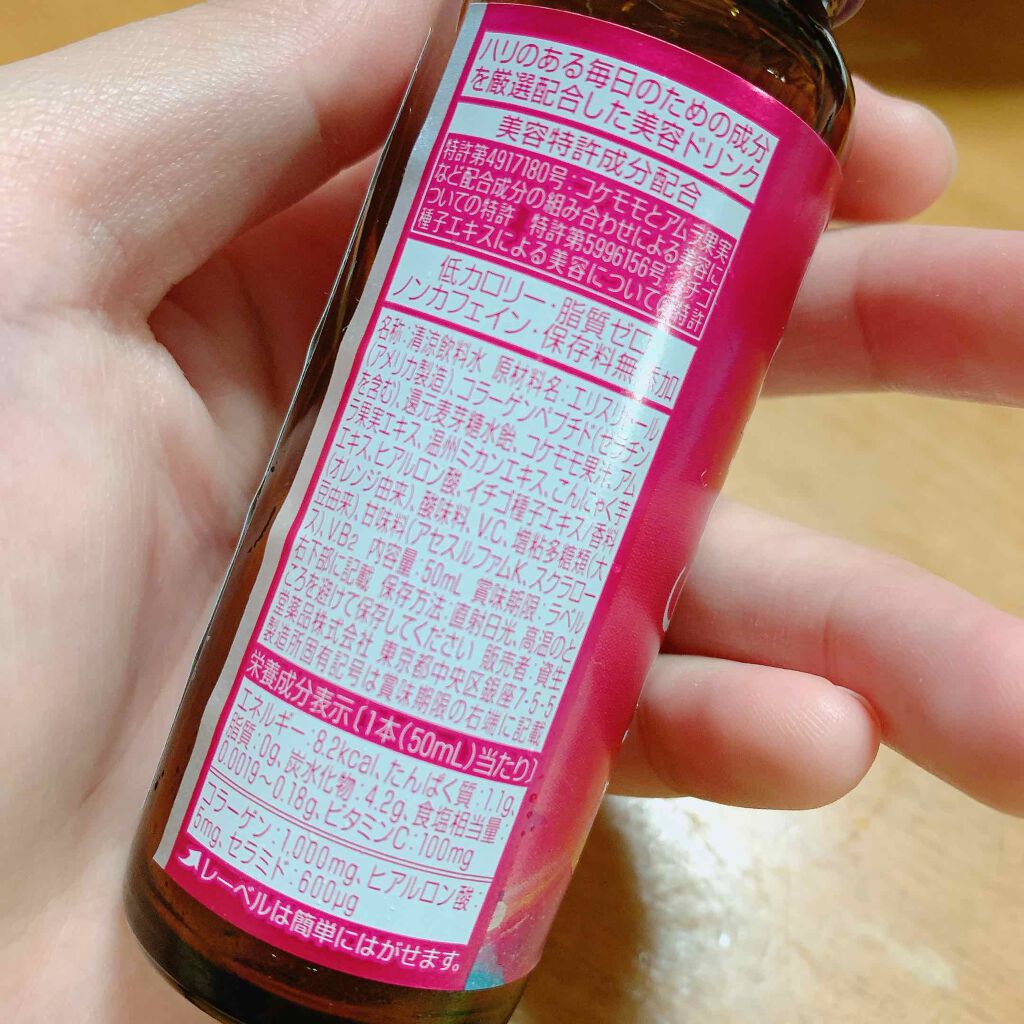 ハリのある毎日のための成分
を厳選配合した美容ドリンク
美容特許成分配合
特許第4917180号:コケモモとアムラ果実
など配合成分の組み合わせによる美容に
ついての特許 特許第5996156号:イチゴ
種子エキスによる美容についての特許
低カロリー・脂質ゼロ
ノンカフェイン・保存料無添加
名称:清涼飲料水 原材料名:エリスリトール
(アメリカ製造)、コラーゲンペプチド(ゼラチン
を含む)、還元麦芽糖水飴、コケモモ果汁、アム
ラ果実エキス、温州ミカンエキス、こんにゃく芋
エキス、ヒアルロン酸、イチゴ種子エキス/香料
(オレンジ由来)、酸味料、V.C、増粘多糖類(大
豆由来)、甘味料(アセスルファムK、スクラロー
ス)、V.B2 内容量:50mL 賞味期限:ラベル
右下部に記載 保存方法:直射日光、高温のと
ころを避けて保存してください 販売者:資生
堂薬品株式会社 東京都中央区銀座7-5-5
製造所固有記号は賞味期限の右端に記載
栄養成分表示〔1本(50mL)当たり〕
エネルギー:8.2kcal、たんぱく質:1.1g、
脂質:0g、炭水化物:4.2g、食塩相当量:
0.0019~0.18g、ビタミンC:100mg
コラーゲン:1,000mg、ヒアルロン酸:
5mg、セラミド:600μg
レーベルは簡単にはがせます。